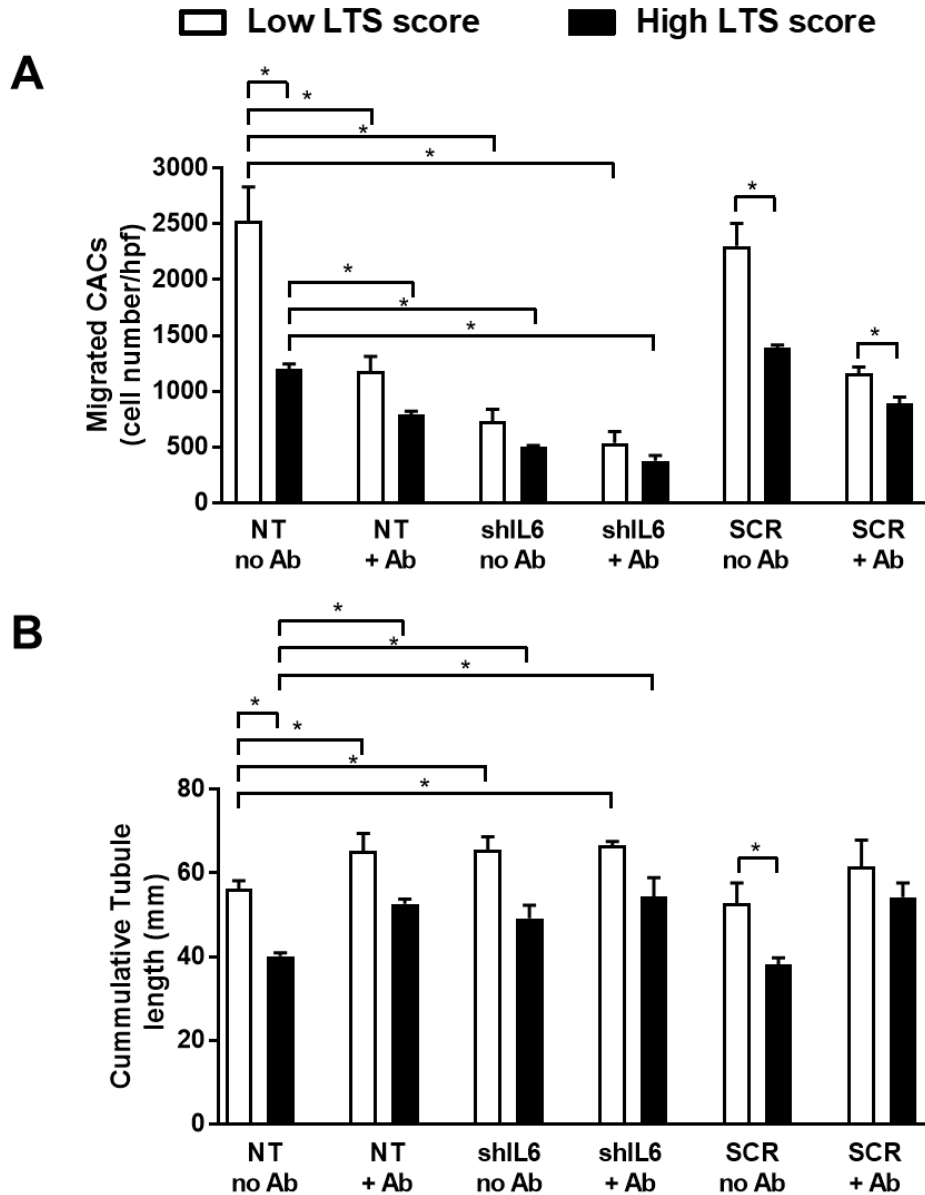 Low LTS score
High LTS score
A
*
*
*
*
3000
2500
2000
1500
1000
500
0
Migrated CACs
(cell number/hpf)
*
*
*
*
*
NT
no Ab
NT
+ Ab
shIL6
no Ab
shIL6
+ Ab
SCR
no Ab
SCR
+ Ab
B
*
*
*
*
*
*
*
80
60
40
20
0
Cummulative Tubule
length (mm)
*
NT
no Ab
NT
+ Ab
shIL6
no Ab
shIL6
+ Ab
SCR
no Ab
SCR
+ Ab